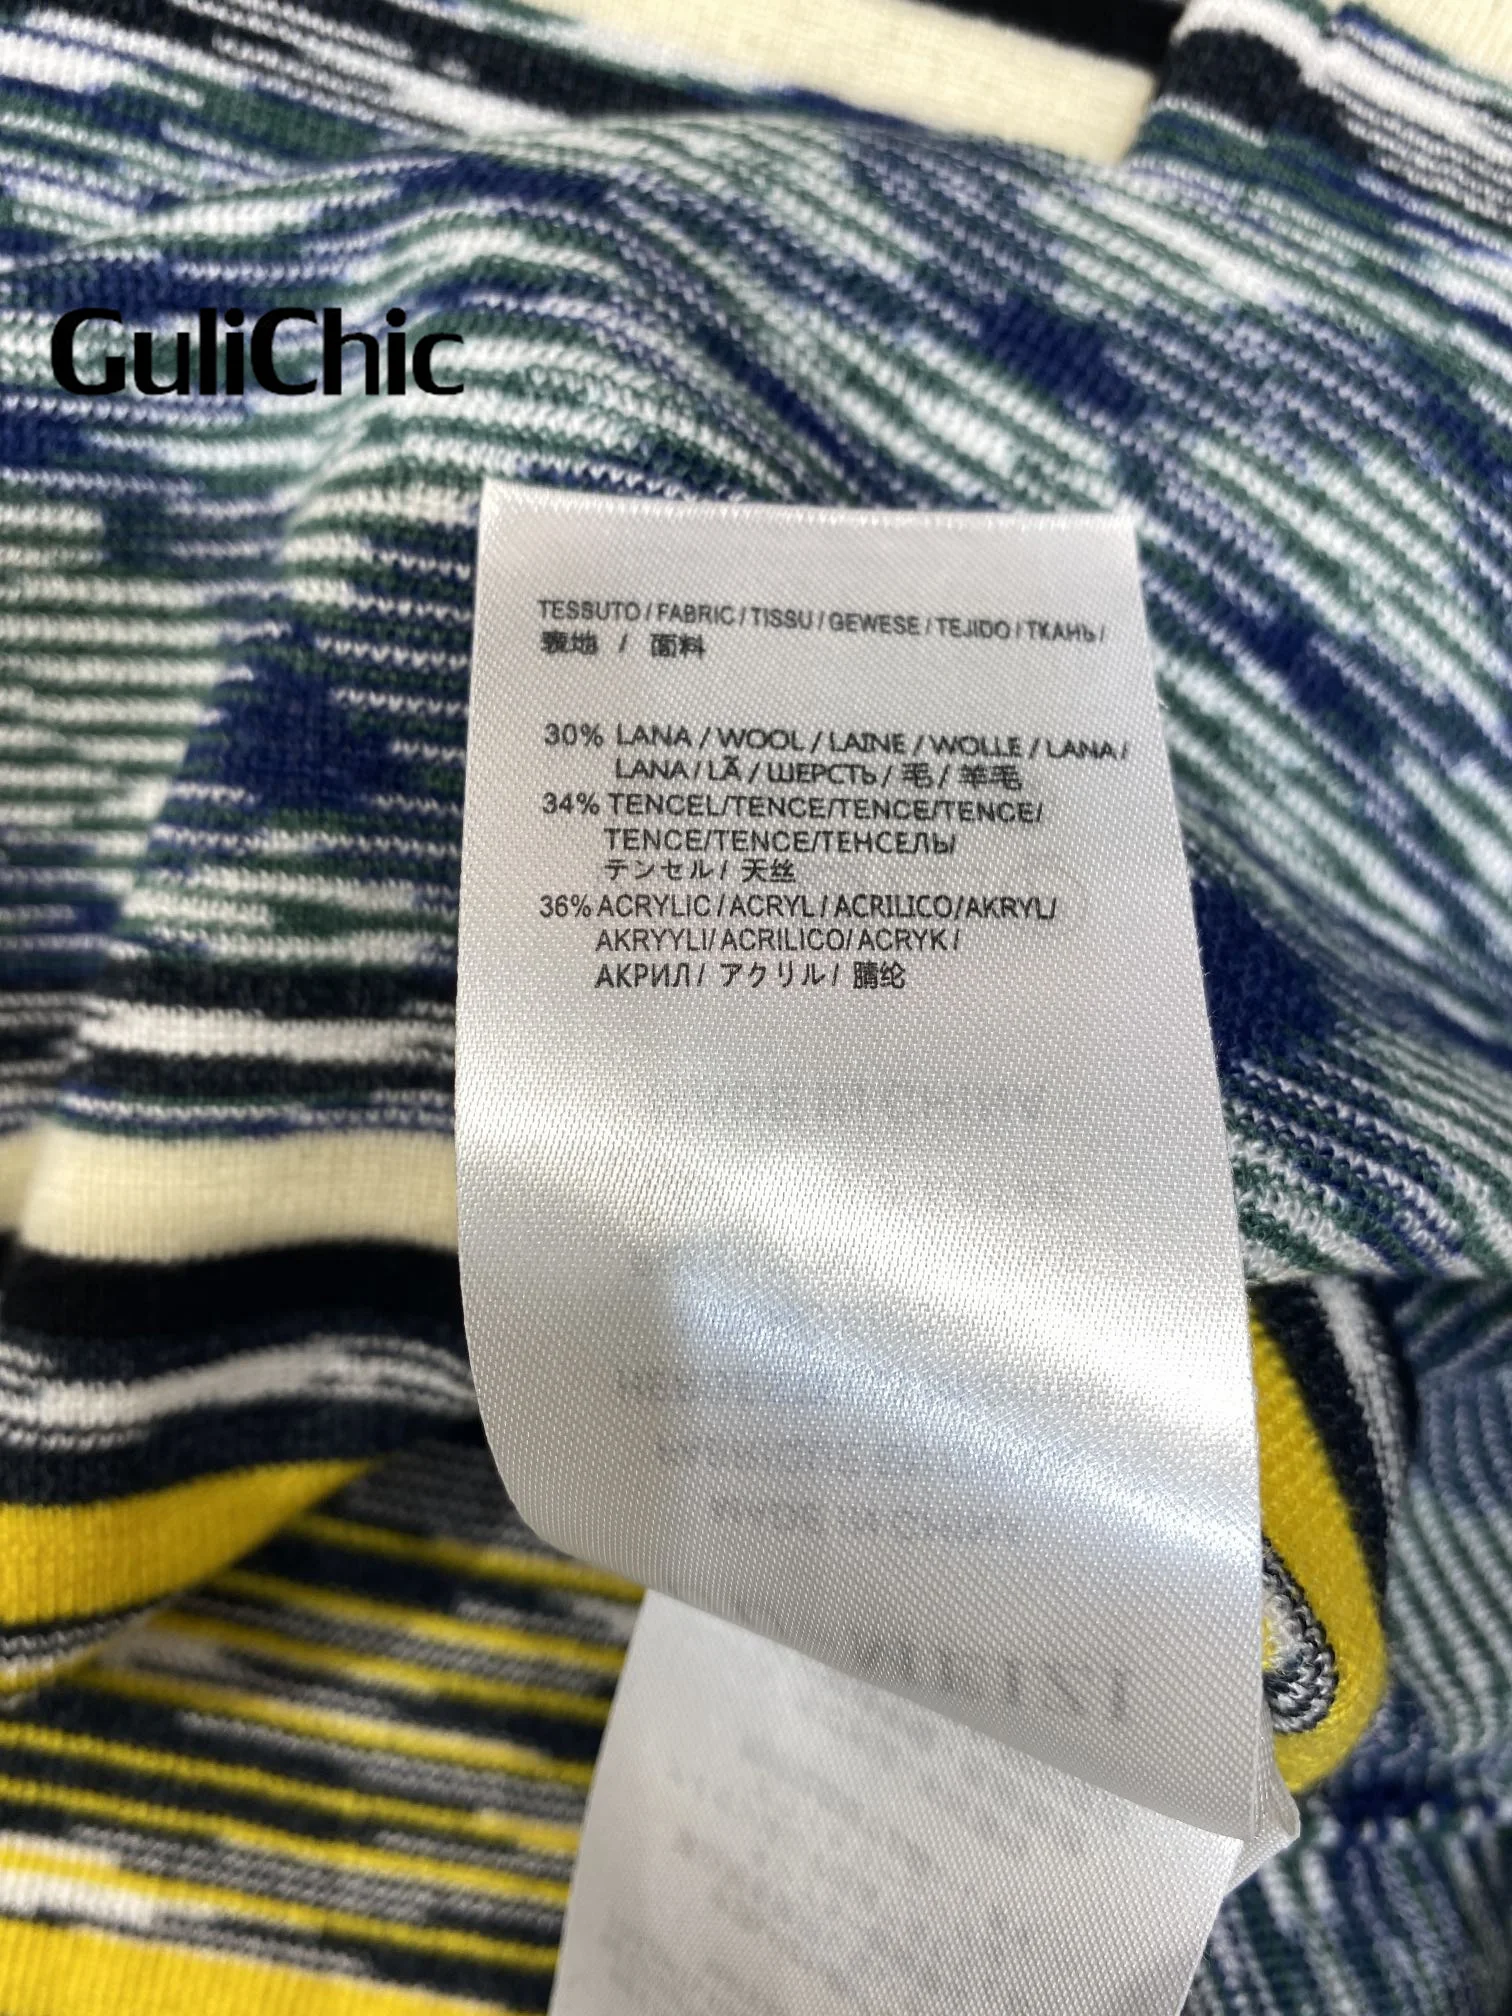 GuliChic
TESSUTO / FABRIC / TISSU / GEWESE / TEJIDO / ТКАНЬ /
表地 / 面料
30% LANA / WOOL / LAINE / WOLLE / LANA /
LANA / LÃ / ШЕРСТЬ / 毛 / 羊毛
34% TENCEL/TENCE/TENCE/TENCE/
TENCE/TENCE/ТЕНСЕЛЫ/
テンセル / 天丝
36% ACRYLIC / ACRYL / ACRILICO/AKRYL/
AKRYYLI/ ACRILICO/ ACRYK /
АКРИЛ / アクリル / 腈纶